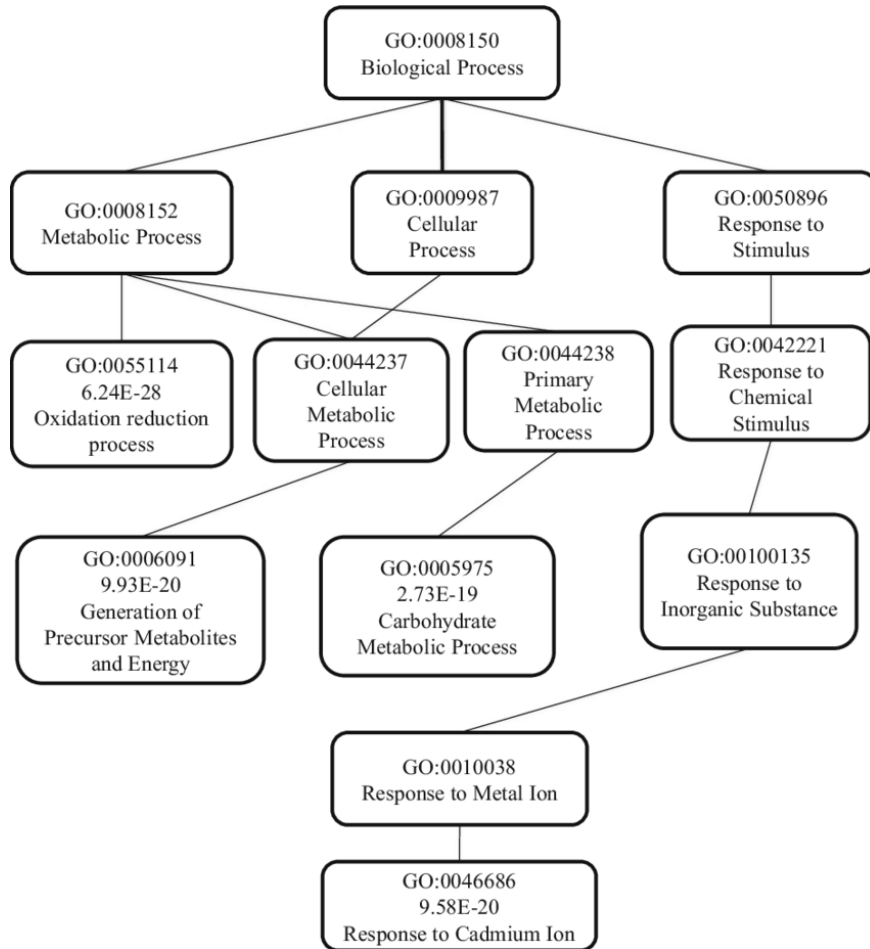 GO:0008150
Biological Process
GO:0008152
Metabolic Process
GO:0009987
Cellular
Process
GO:0050896
Response to
Stimulus
GO:0055114
6.24E-28
Oxidation reduction
process
GO:0044237
Cellular
Metabolic
Process
GO:0044238
Primary
Metabolic
Process
GO:0042221
Response to
Chemical
Stimulus
GO:0006091
9.93E-20
Generation of
Precursor Metabolites
and Energy
GO:0005975
2.73E-19
Carbohydrate
Metabolic Process
GO:00100135
Response to
Inorganic Substance
GO:0010038
Response to Metal Ion
GO:0046686
9.58E-20
Response to Cadmium Ion